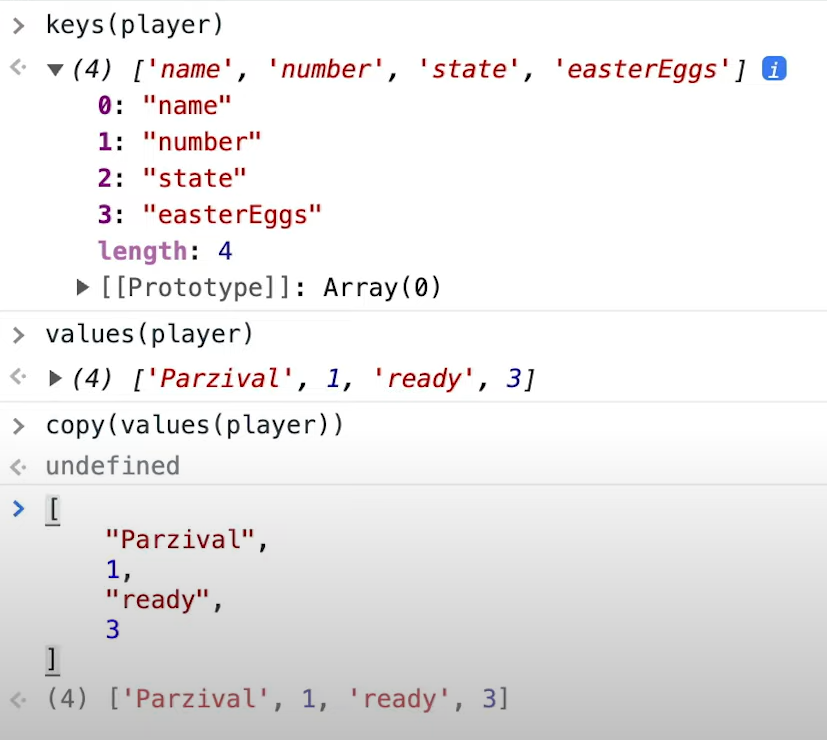 > keys(player)
<· ▼ (4) ['name', 'number', 'state', 'easterEggs'] i
0: "name"
1: "number"
2: "state"
3: "easterEggs"
length: 4
▶ [[Prototype]]: Array(0)
> values(player)
<· ▶ (4) ['Parzival', 1, 'ready', 3]
> copy(values(player))
<· undefined
> [
"Parzival",
1,
"ready",
3
]
<· (4) ['Parzival', 1, 'ready', 3]